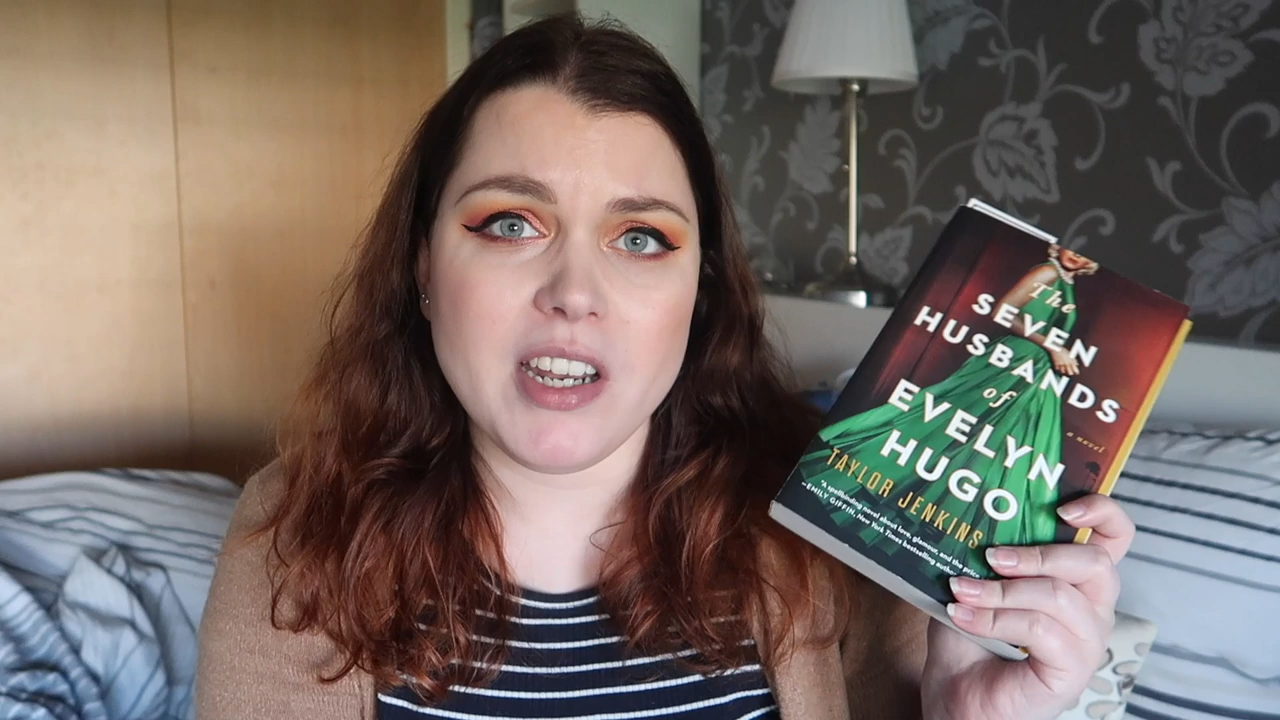 The
SEVEN
HUSBANDS
of
EVELYN
HUGO
a novel
TAYLOR JENKINS
"A spellbinding novel about love, glamour, and the price
—EMILY GIFFIN, New York Times bestselling author